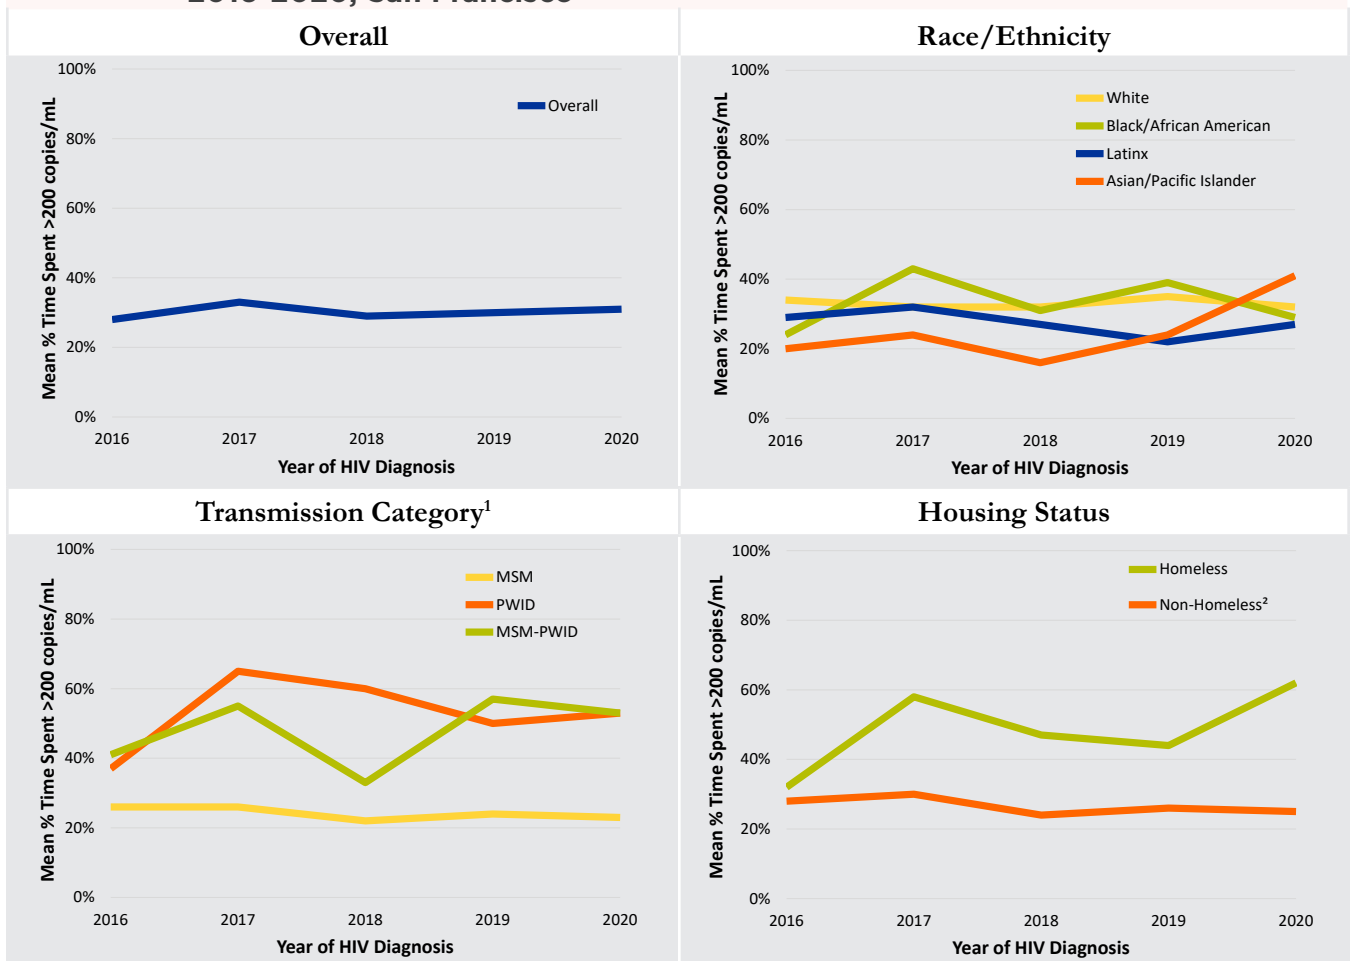 2016-2020, San Francisco
Overall
Mean % Time Spent >200 copies/mL
100%
80%
60%
40%
20%
0%
Overall
2016 2017 2018 2019 2020
Year of HIV Diagnosis
Race/Ethnicity
Mean % Time Spent >200 copies/mL
100%
80%
60%
40%
20%
0%
White
Black/African American
Latinx
Asian/Pacific Islander
2016 2017 2018 2019 2020
Year of HIV Diagnosis
Transmission Category¹
Mean % Time Spent >200 copies/mL
100%
80%
60%
40%
20%
0%
MSM
PWID
MSM-PWID
2016 2017 2018 2019 2020
Year of HIV Diagnosis
Housing Status
Mean % Time Spent >200 copies/mL
100%
80%
60%
40%
20%
0%
Homeless
Non-Homeless²
2016 2017 2018 2019 2020
Year of HIV Diagnosis